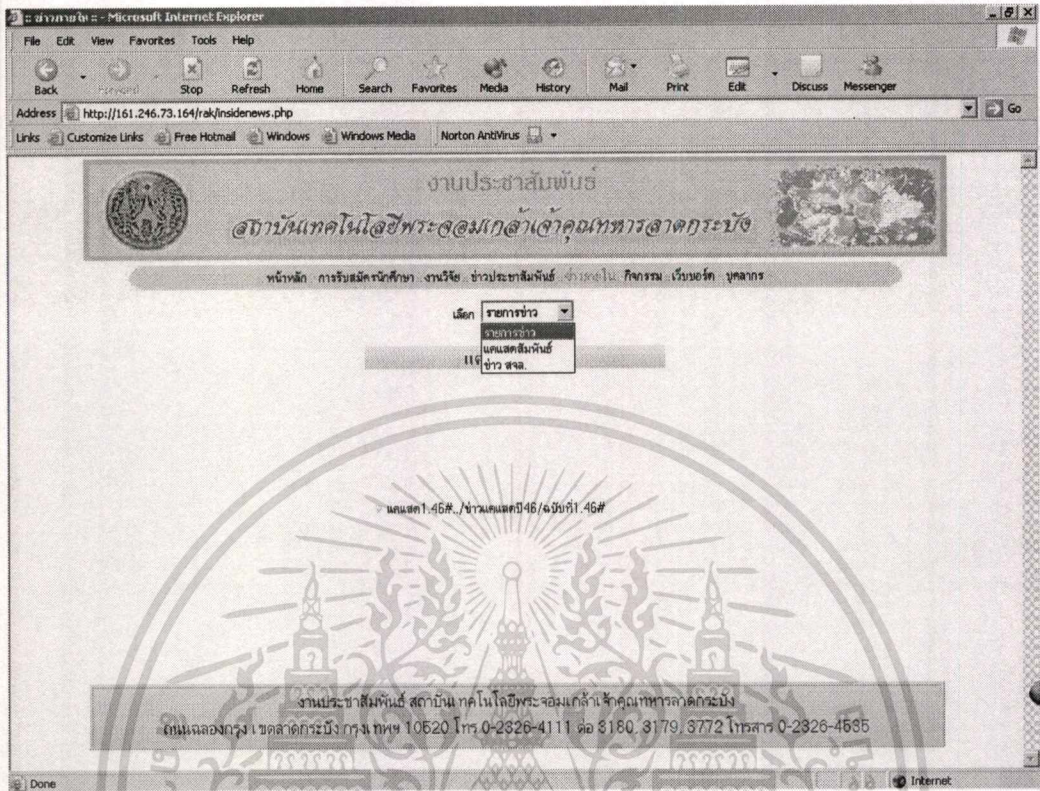 :: ข่าวภายใน :: - Microsoft Internet Explorer
File Edit View Favorites Tools Help
Back Forward Stop Refresh Home Search Favorites Media History Mail Print Edit Discuss Messenger
Address http://161.246.73.164/rak/insidenews.php Go
Links Customize Links Free Hotmail Windows Windows Media Norton AntiVirus
งานประชาสัมพันธ์
สถาบันเทคโนโลยีพระจอมเกล้าเจ้าคุณทหารลาดกระบัง
หน้าหลัก การรับสมัครนักศึกษา งานวิจัย ข่าวประชาสัมพันธ์ ข่าวภายใน กิจกรรม เว็บบอร์ด บุคลากร
เลือก รายการข่าว
รายการข่าว
แคแสดสัมพันธ์
ข่าว สจล.
แคแสด1.46#../ข่าวแคแสดปี46/ฉบับที่1.46#
งานประชาสัมพันธ์ สถาบันเทคโนโลยีพระจอมเกล้าเจ้าคุณทหารลาดกระบัง
ถนนฉลองกรุง เขตลาดกระบัง กรุงเทพฯ 10520 โทร 0-2326-4111 ต่อ 3180, 3179, 3772 โทรสาร 0-2326-4535
Done Internet